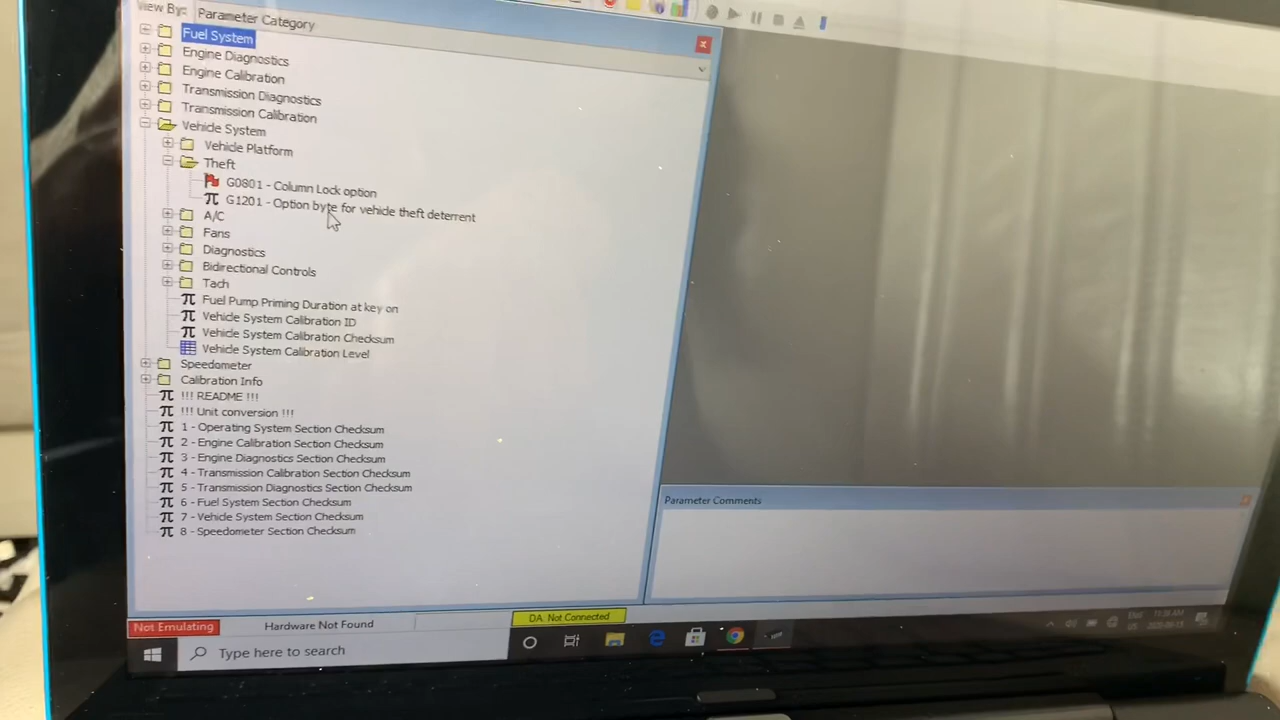 View By: Parameter Category
Fuel System
Engine Diagnostics
Engine Calibration
Transmission Diagnostics
Transmission Calibration
Vehicle System
Vehicle Platform
Theft
G0801 - Column Lock option
G1201 - Option byte for vehicle theft deterrent
A/C
Fans
Diagnostics
Bidirectional Controls
Tach
Fuel Pump Priming Duration at key on
Vehicle System Calibration ID
Vehicle System Calibration Checksum
Vehicle System Calibration Level
Speedometer
Calibration Info
!!! README !!!
!!! Unit conversion !!!
1 - Operating System Section Checksum
2 - Engine Calibration Section Checksum
3 - Engine Diagnostics Section Checksum
4 - Transmission Calibration Section Checksum
5 - Transmission Diagnostics Section Checksum
6 - Fuel System Section Checksum
7 - Vehicle System Section Checksum
8 - Speedometer Section Checksum
Parameter Comments
Not Emulating
Hardware Not Found
DA. Not Connected
Type here to search
11:39 AM